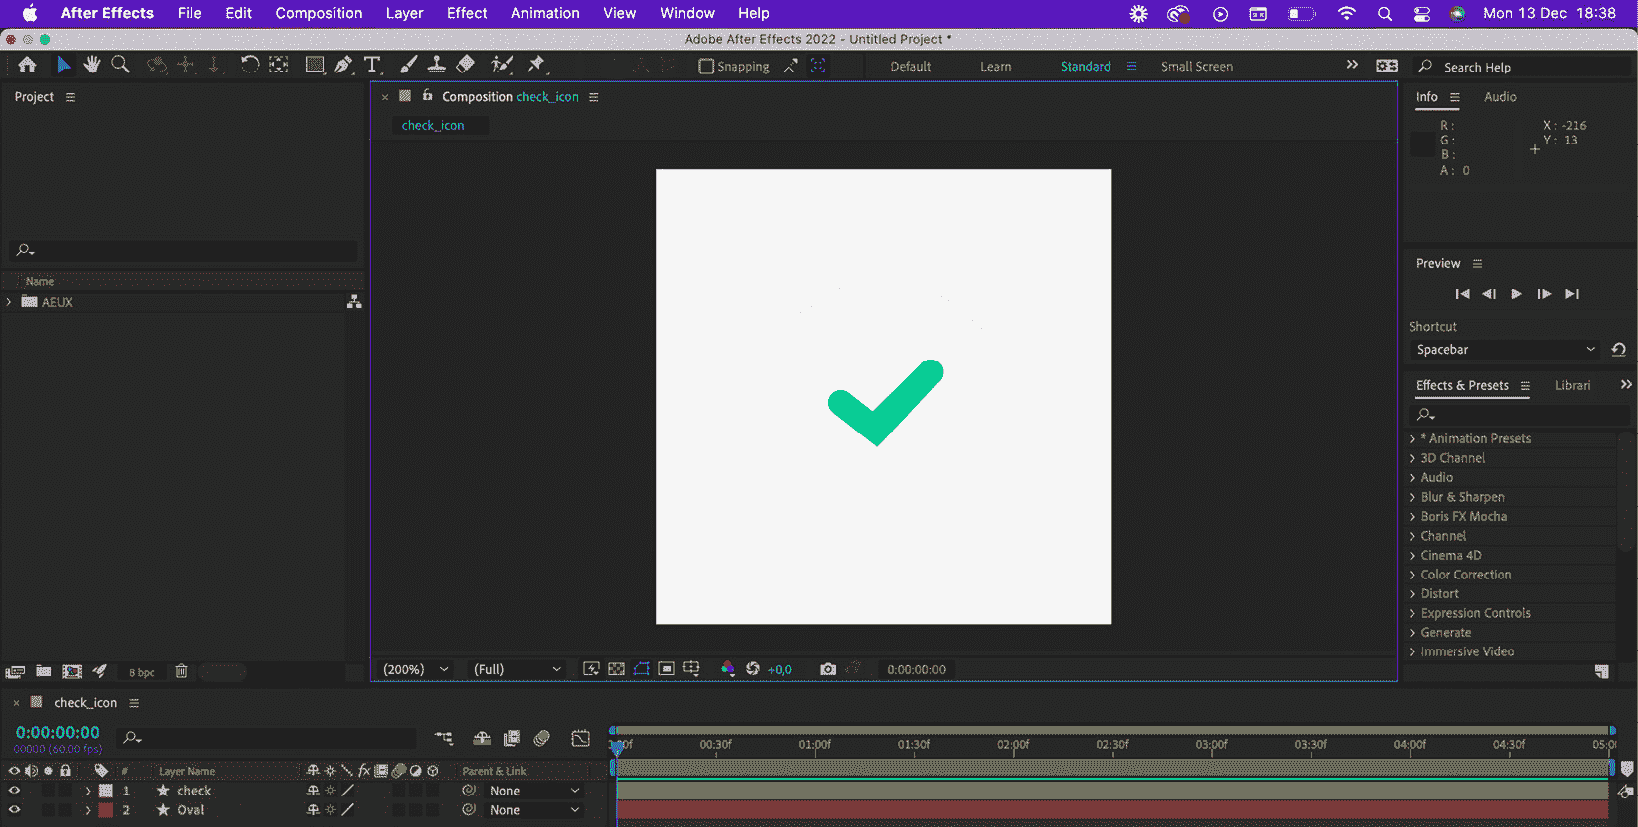 After Effects File Edit Composition Layer Effect Animation View Window Help Mon 13 Dec 18:38
Adobe After Effects 2022 - Untitled Project *
Snapping Default Learn Standard Small Screen Search Help
Project
Composition check_icon
check_icon
Info Audio
R: X: -216
G: Y: 13
B:
A: 0
Name
AEUX
Preview
Shortcut
Spacebar
Effects & Presets Librari
* Animation Presets
3D Channel
Audio
Blur & Sharpen
Boris FX Mocha
Channel
Cinema 4D
Color Correction
Distort
Expression Controls
Generate
Immersive Video
8 bpc
(200%) (Full) +0,0 0:00:00:00
check_icon
0:00:00:00
00000 (60.00 fps)
00f 00:30f 01:00f 01:30f 02:00f 02:30f 03:00f 03:30f 04:00f 04:30f 05:0
# Layer Name fx Parent & Link
1 check None
2 Oval None